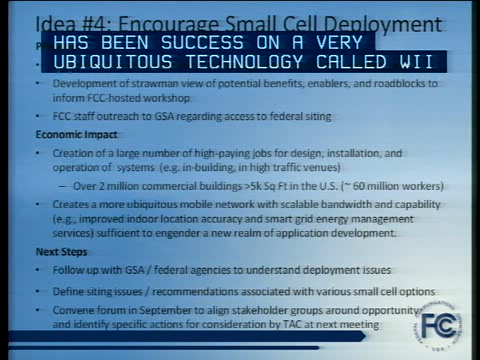 Idea #4: Encourage Small Cell Deployment
HAS BEEN SUCCESS ON A VERY
UBIQUITOUS TECHNOLOGY CALLED WII
• Development of strawman view of potential benefits, enablers, and roadblocks to
inform FCC-hosted workshop
• FCC staff outreach to GSA regarding access to federal siting
Economic Impact
• Creation of a large number of high-paying jobs for design, installation, and
operation of systems (e.g. in-building, in high traffic venues)
– Over 2 million commercial buildings >5k Sq Ft in the U.S. (~ 60 million workers)
• Creates a more ubiquitous mobile network with scalable bandwidth and capability
(e.g., improved indoor location accuracy and smart grid energy management
services) sufficient to engender a new realm of application development.
Next Steps
• Follow up with GSA / federal agencies to understand deployment issues
• Define siting issues / recommendations associated with various small cell options
• Convene forum in September to align stakeholder groups around opportunity
and identify specific actions for consideration by TAC at next meeting
FCC